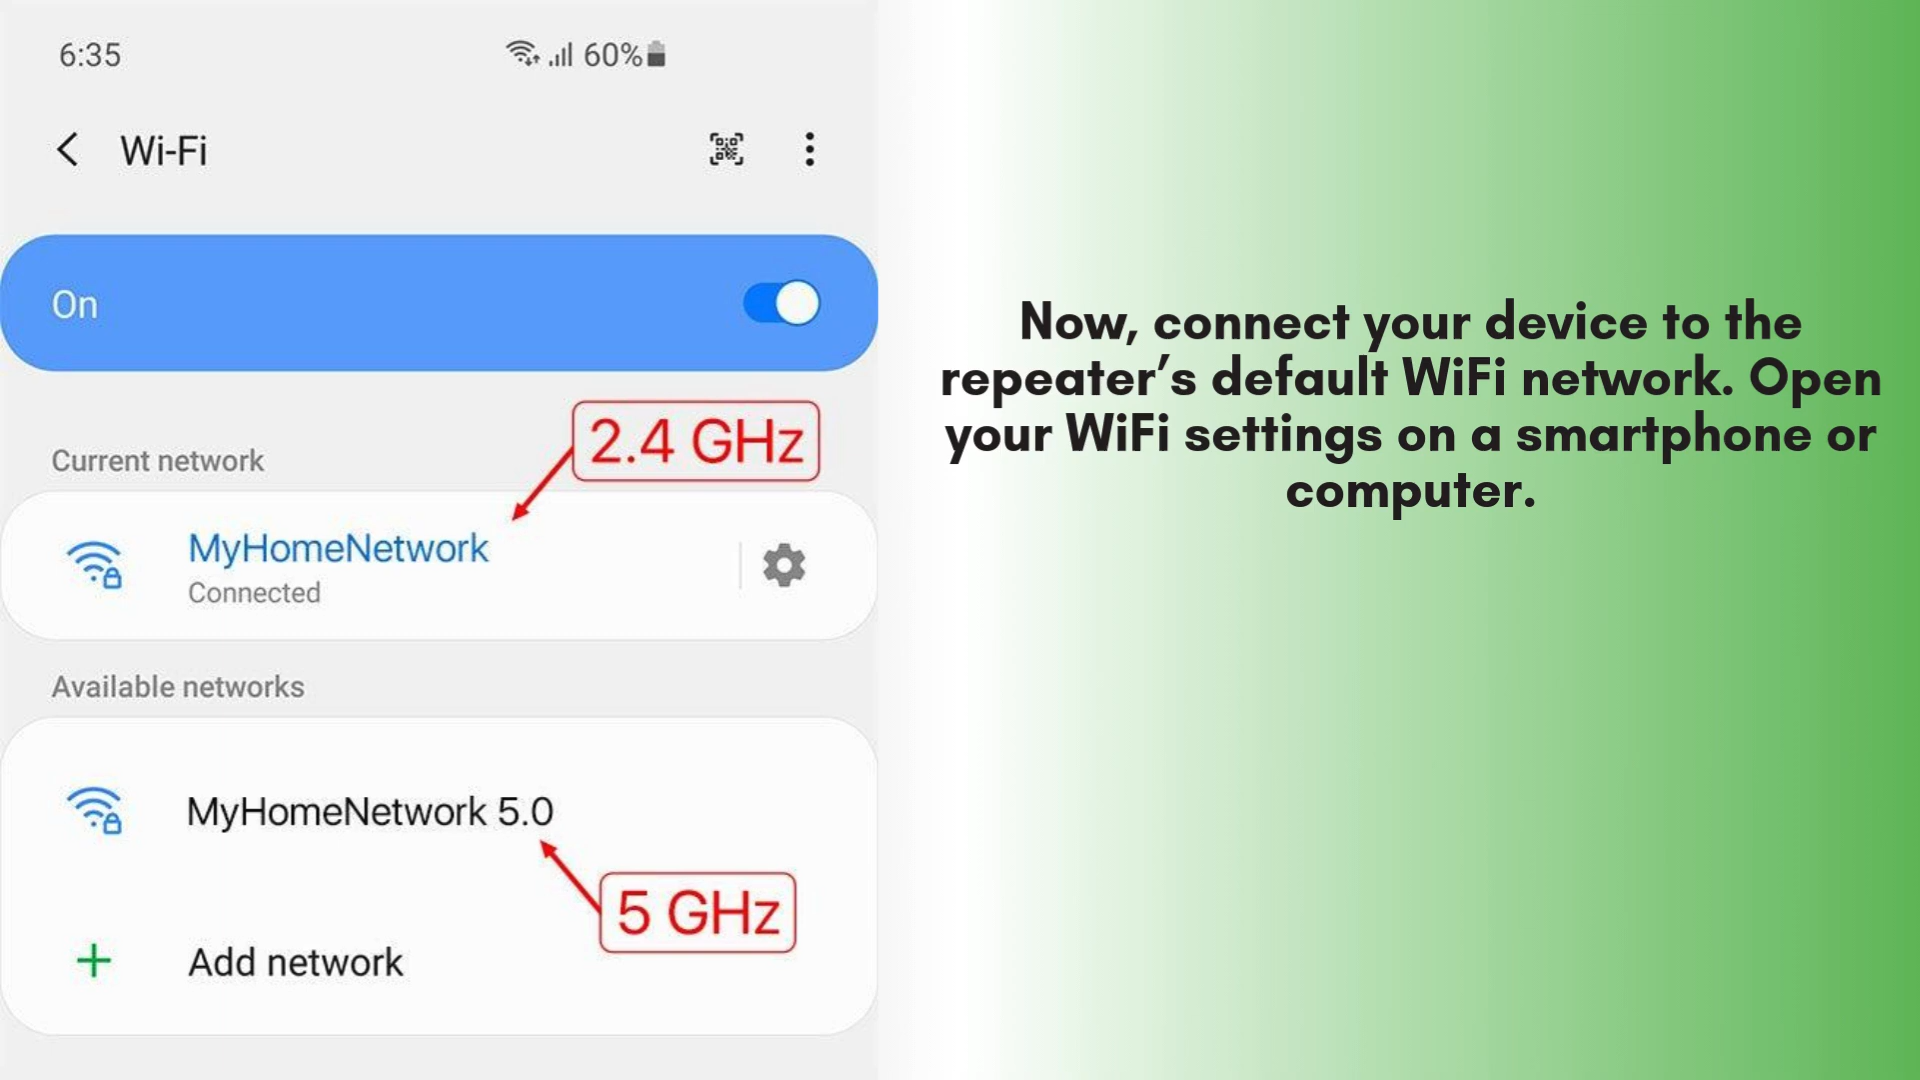 6:35
60%
Wi-Fi
On
2.4 GHz
Current network
MyHomeNetwork
Connected
Available networks
MyHomeNetwork 5.0
5 GHz
Add network
Now, connect your device to the
repeater’s default WiFi network. Open
your WiFi settings on a smartphone or
computer.